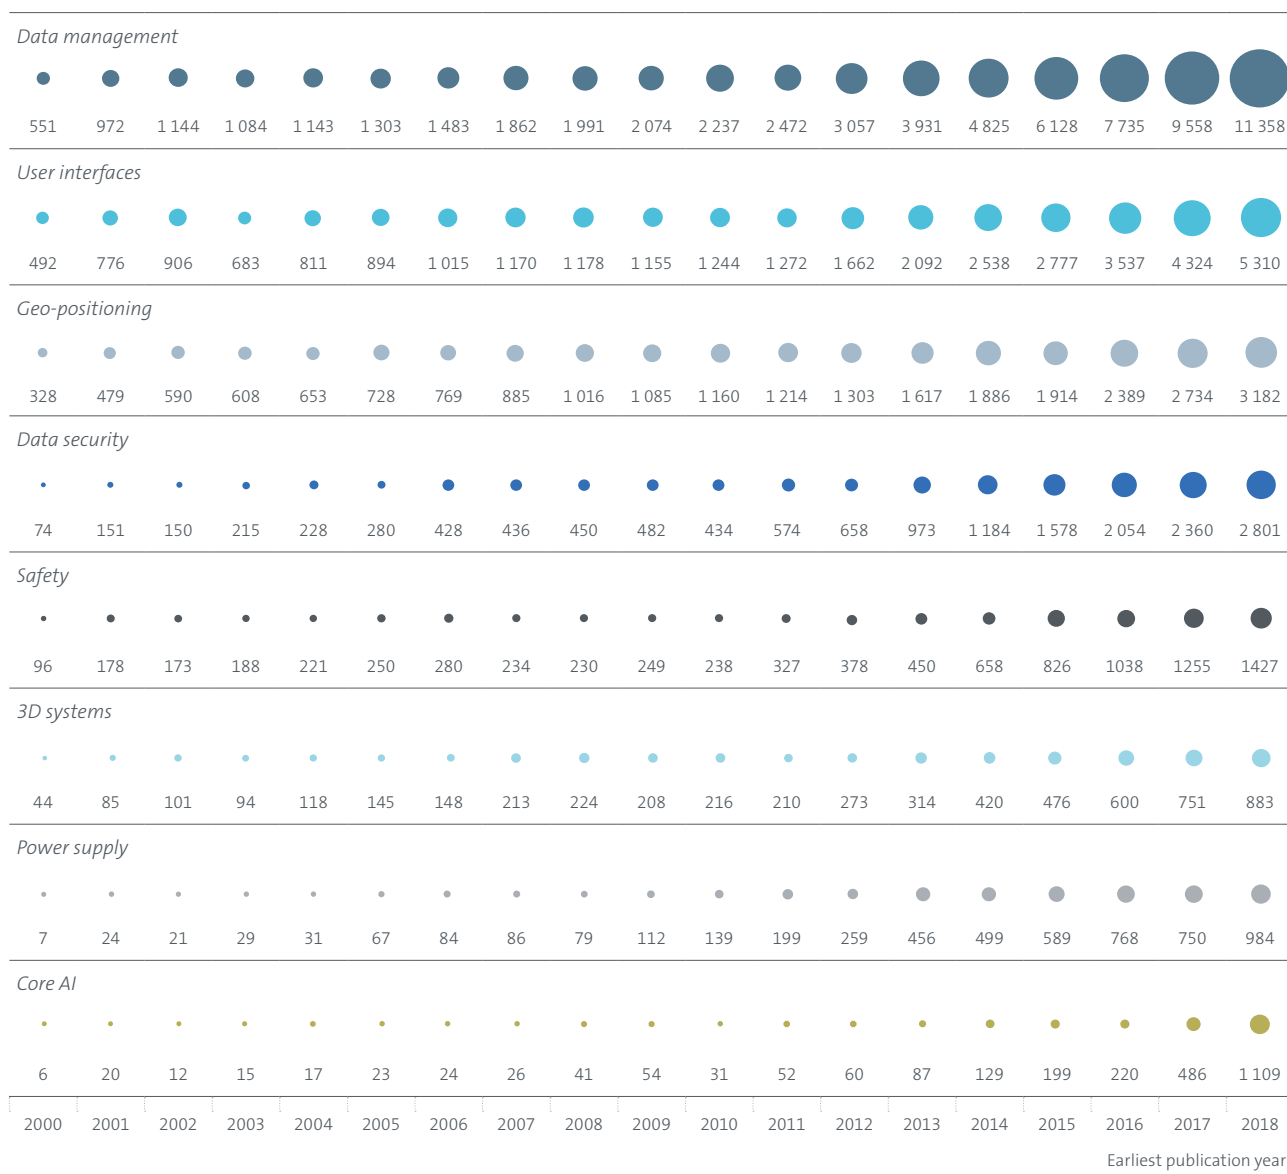 Data management
551 972 1 144 1 084 1 143 1 303 1 483 1 862 1 991 2 074 2 237 2 472 3 057 3 931 4 825 6 128 7 735 9 558 11 358
User interfaces
492 776 906 683 811 894 1 015 1 170 1 178 1 155 1 244 1 272 1 662 2 092 2 538 2 777 3 537 4 324 5 310
Geo-positioning
328 479 590 608 653 728 769 885 1 016 1 085 1 160 1 214 1 303 1 617 1 886 1 914 2 389 2 734 3 182
Data security
74 151 150 215 228 280 428 436 450 482 434 574 658 973 1 184 1 578 2 054 2 360 2 801
Safety
96 178 173 188 221 250 280 234 230 249 238 327 378 450 658 826 1038 1255 1427
3D systems
44 85 101 94 118 145 148 213 224 208 216 210 273 314 420 476 600 751 883
Power supply
7 24 21 29 31 67 84 86 79 112 139 199 259 456 499 589 768 750 984
Core AI
6 20 12 15 17 23 24 26 41 54 31 52 60 87 129 199 220 486 1 109
2000 2001 2002 2003 2004 2005 2006 2007 2008 2009 2010 2011 2012 2013 2014 2015 2016 2017 2018
Earliest publication year